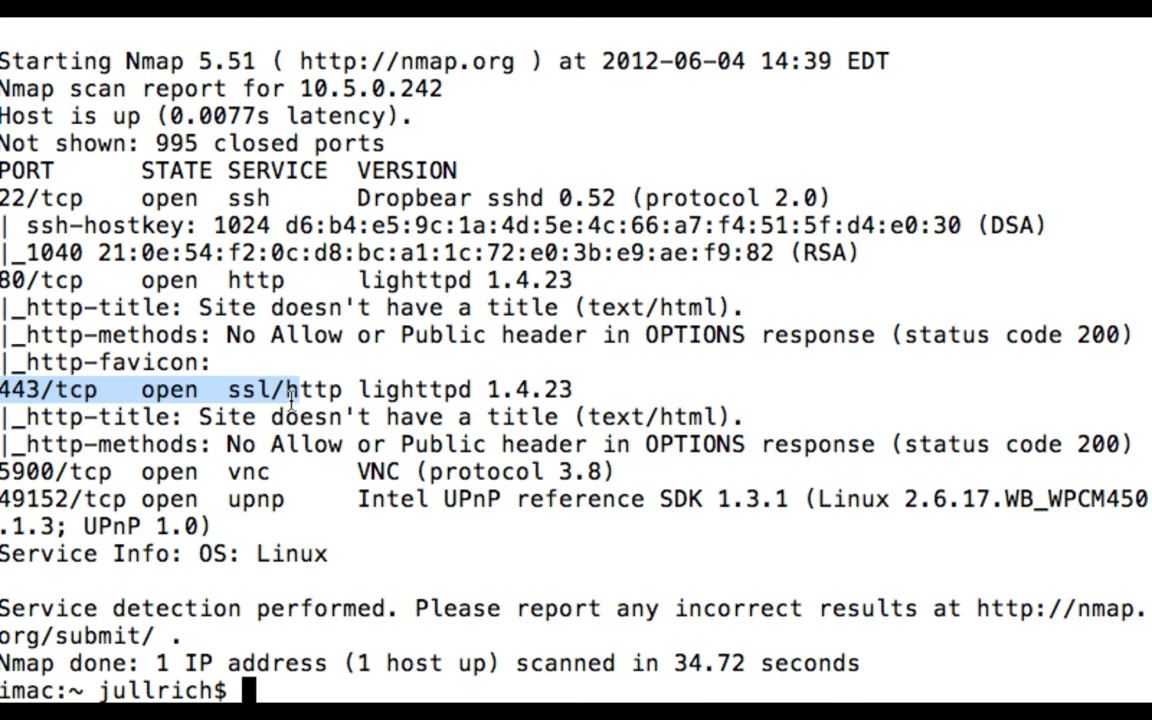 Starting Nmap 5.51 ( http://nmap.org ) at 2012-06-04 14:39 EDT
Nmap scan report for 10.5.0.242
Host is up (0.0077s latency).
Not shown: 995 closed ports
PORT      STATE SERVICE  VERSION
22/tcp    open  ssh      Dropbear sshd 0.52 (protocol 2.0)
| ssh-hostkey: 1024 d6:b4:e5:9c:1a:4d:5e:4c:66:a7:f4:51:5f:d4:e0:30 (DSA)
|_1040 21:0e:54:f2:0c:d8:bc:a1:1c:72:e0:3b:e9:ae:f9:82 (RSA)
80/tcp    open  http     lighttpd 1.4.23
|_http-title: Site doesn't have a title (text/html).
|_http-methods: No Allow or Public header in OPTIONS response (status code 200)
|_http-favicon:
443/tcp   open  ssl/http lighttpd 1.4.23
|_http-title: Site doesn't have a title (text/html).
|_http-methods: No Allow or Public header in OPTIONS response (status code 200)
5900/tcp  open  vnc      VNC (protocol 3.8)
49152/tcp open  upnp     Intel UPnP reference SDK 1.3.1 (Linux 2.6.17.WB_WPCM450
.1.3; UPnP 1.0)
Service Info: OS: Linux
Service detection performed. Please report any incorrect results at http://nmap.
org/submit/ .
Nmap done: 1 IP address (1 host up) scanned in 34.72 seconds
imac:~ jullrich$